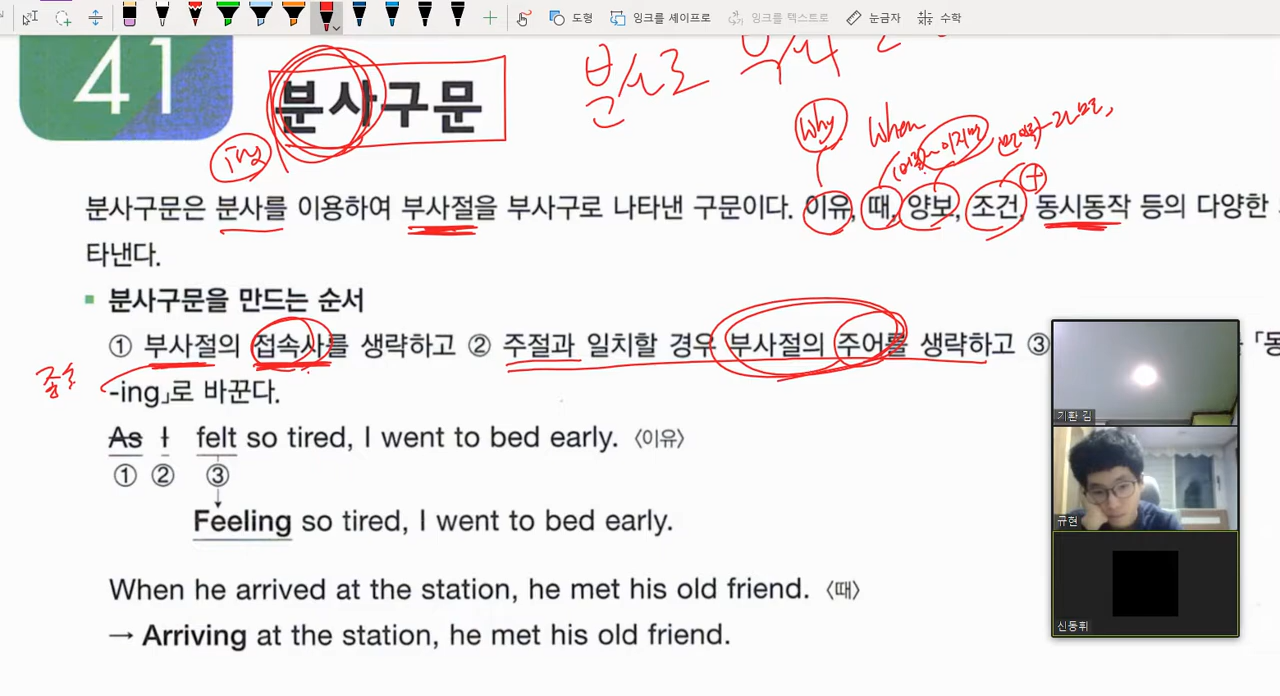 도형 잉크를 셰이프로 잉크를 텍스트로 눈금자 수학
41
분사구문
분사로 부사
ing
Why When
분사구문은 분사를 이용하여 부사절을 부사구로 나타낸 구문이다. 이유, 때, 양보, 조건, 동시동작 등의 다양한
타낸다.
분사구문을 만드는 순서
① 부사절의 접속사를 생략하고 ② 주절과 일치할 경우 부사절의 주어를 생략하고 ③ 「동
-ing」로 바꾼다.
As I felt so tired, I went to bed early. 〈이유〉
① ② ③
Feeling so tired, I went to bed early.
When he arrived at the station, he met his old friend. 〈때〉
→ Arriving at the station, he met his old friend.
기환 김
규현
신동휘